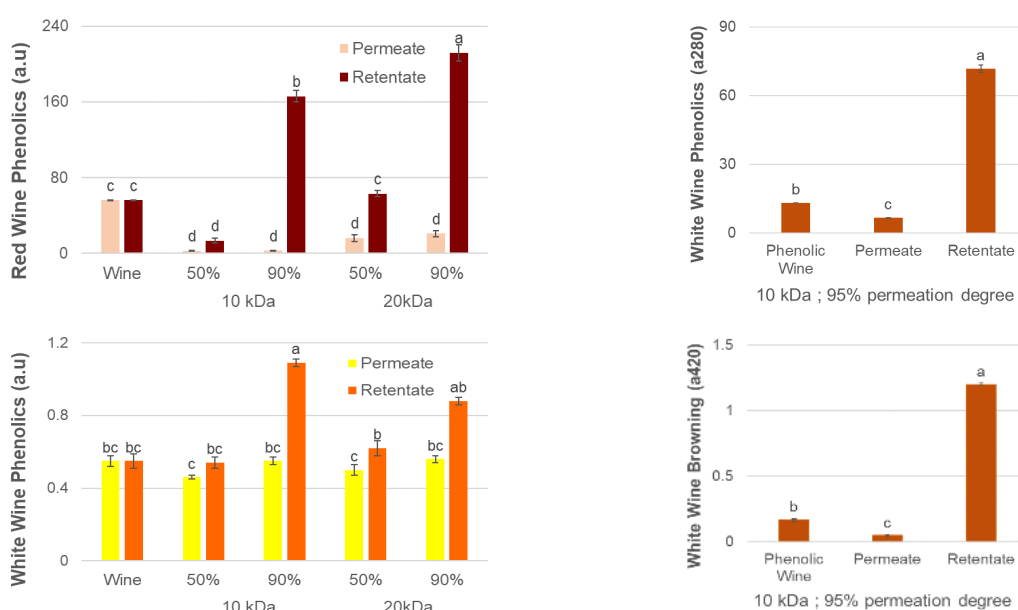 Red Wine Phenolics (a.u)
240
160
80
0
Permeate
Retentate
c c
d d
d b
d c
d a
Wine 50% 90% 50% 90%
10 kDa 20kDa
White Wine Phenolics (a280)
90
60
30
0
b
c
a
Phenolic Wine
Permeate
Retentate
10 kDa ; 95% permeation degree
White Wine Phenolics (a.u)
1.2
0.8
0.4
0
Permeate
Retentate
bc bc
c bc
bc a
c b
bc ab
Wine 50% 90% 50% 90%
10 kDa 20kDa
White Wine Browning (a420)
1.5
1
0.5
0
b
c
a
Phenolic Wine
Permeate
Retentate
10 kDa ; 95% permeation degree